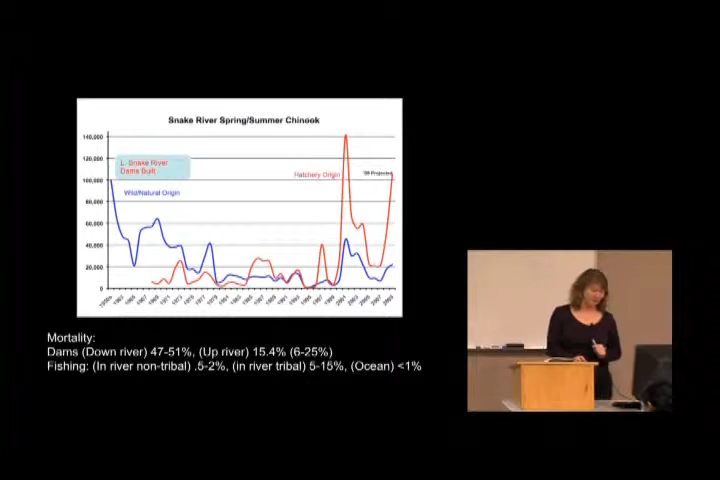 Snake River Spring/Summer Chinook
140,000
120,000
100,000
80,000
60,000
40,000
20,000
0
L. Snake River
Dams Built
Wild/Natural Origin
Hatchery Origin
'09 Projected
Mortality:
Dams (Down river) 47-51%, (Up river) 15.4% (6-25%)
Fishing: (In river non-tribal) .5-2%, (in river tribal) 5-15%, (Ocean) <1%